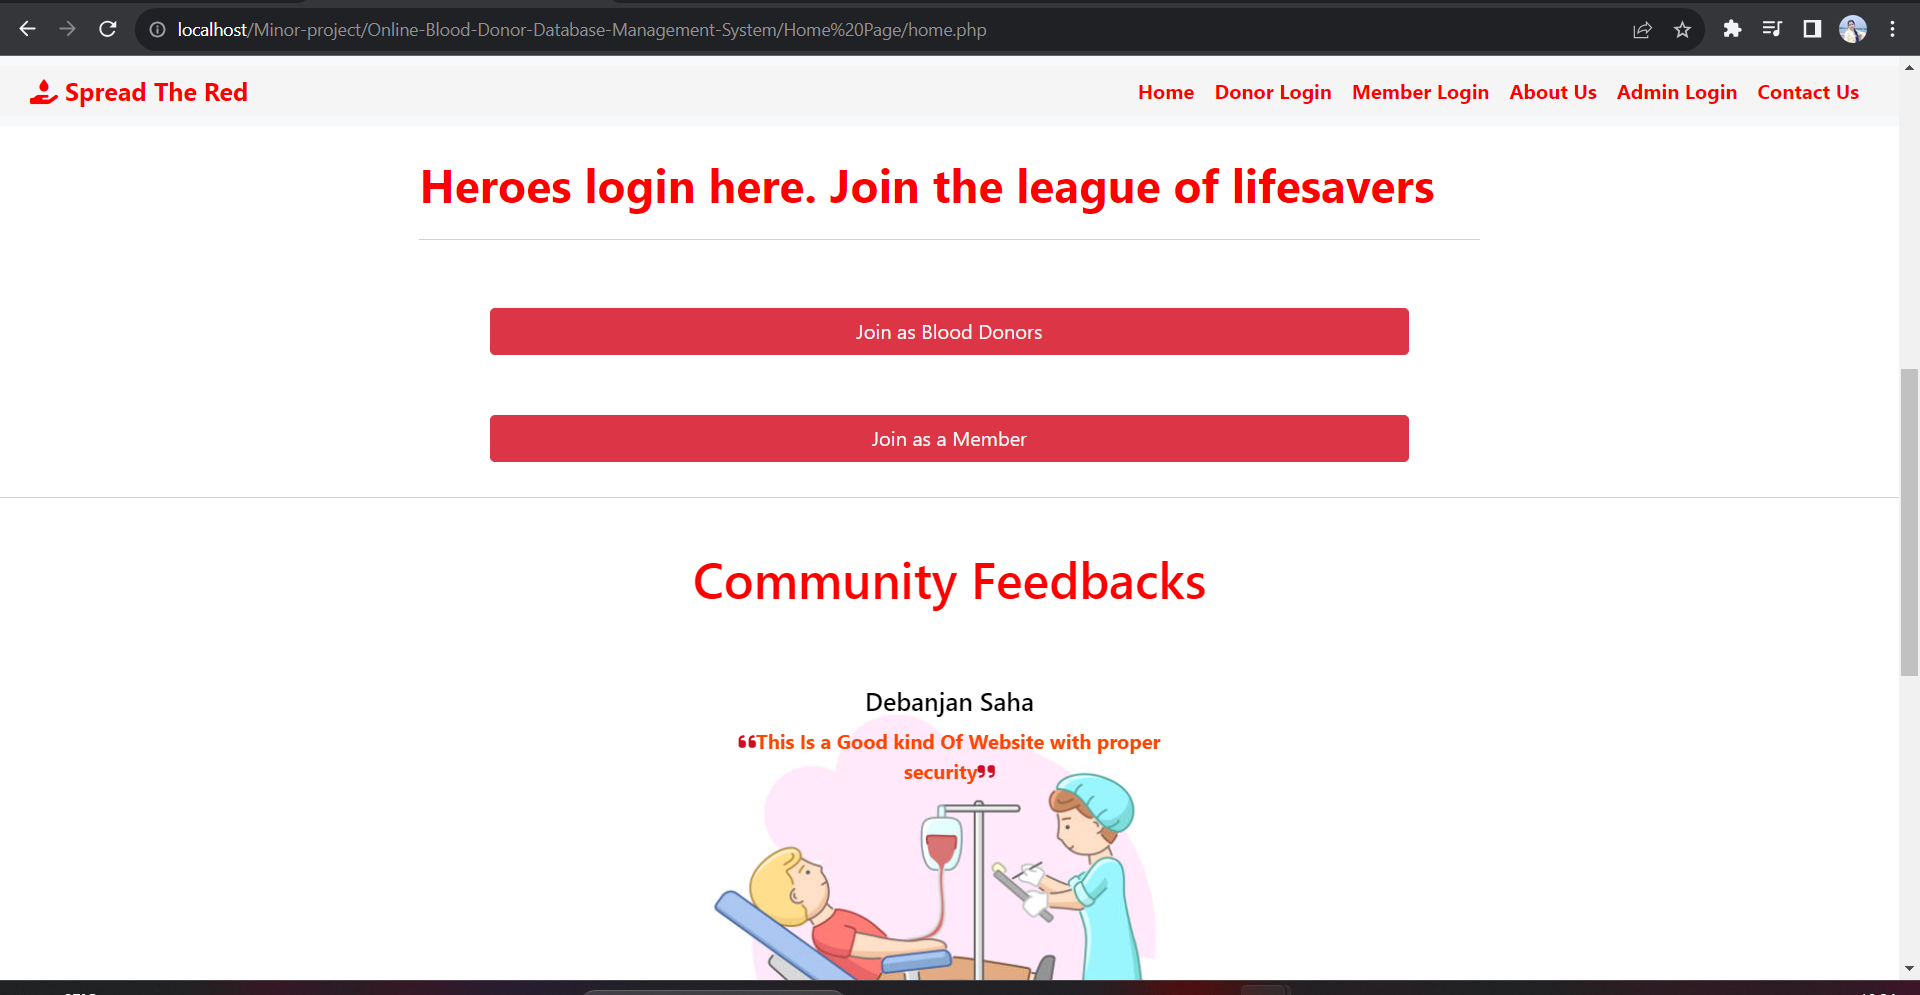 localhost/Minor-project/Online-Blood-Donor-Database-Management-System/Home%20Page/home.php
Spread The Red
Home Donor Login Member Login About Us Admin Login Contact Us
Heroes login here. Join the league of lifesavers
Join as Blood Donors
Join as a Member
Community Feedbacks
Debanjan Saha
❝This Is a Good kind Of Website with proper
security❞